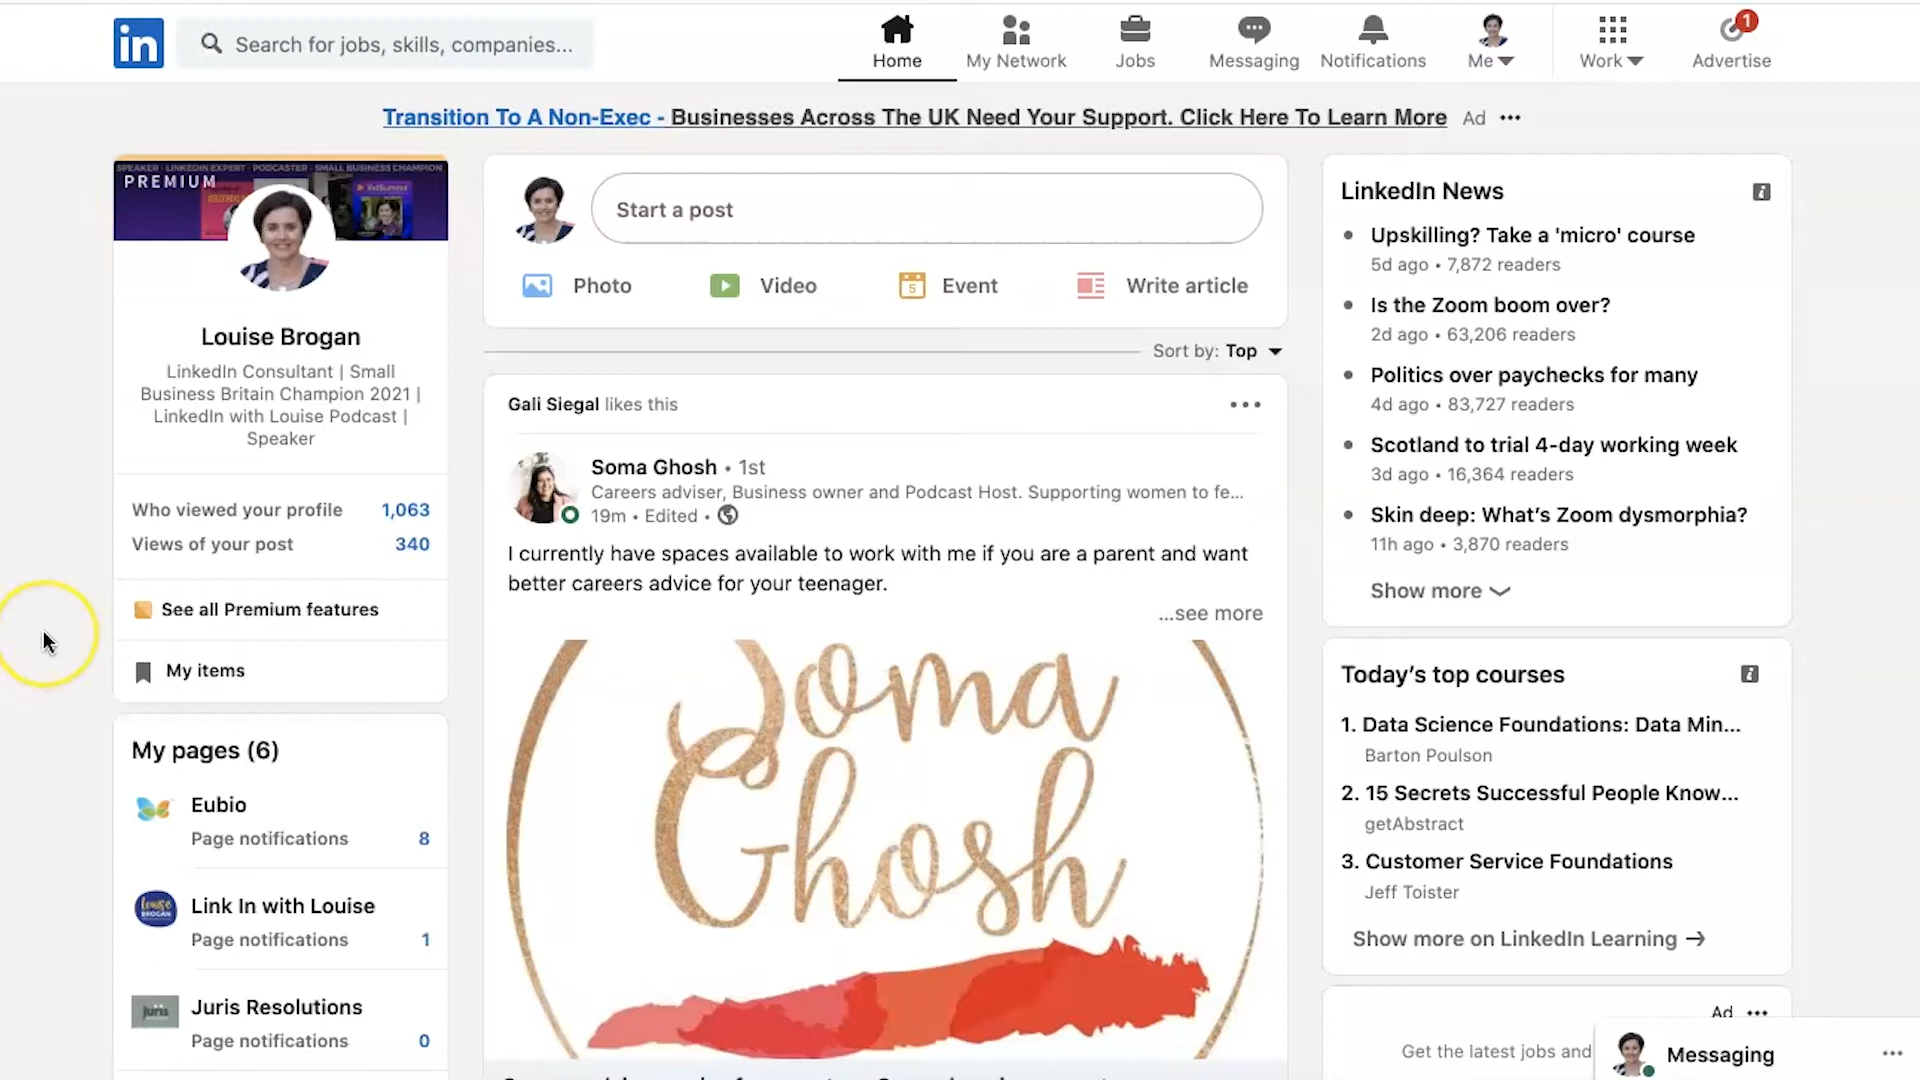 in
Search for jobs, skills, companies...
Home
My Network
Jobs
Messaging
Notifications
Me
Work
1
Advertise
Transition To A Non-Exec - Businesses Across The UK Need Your Support. Click Here To Learn More
Ad
SPEAKER - LINKEDIN EXPERT - PODCASTER - SMALL BUSINESS CHAMPION
PREMIUM
Louise Brogan
LinkedIn Consultant | Small
Business Britain Champion 2021 |
LinkedIn with Louise Podcast |
Speaker
Who viewed your profile 1,063
Views of your post 340
See all Premium features
My items
My pages (6)
Eubio
Page notifications 8
Link In with Louise
Page notifications 1
Juris Resolutions
Page notifications 0
Start a post
Photo
Video
5
Event
Write article
Sort by: Top
Gali Siegal likes this
Soma Ghosh • 1st
Careers adviser, Business owner and Podcast Host. Supporting women to fe...
19m • Edited •
I currently have spaces available to work with me if you are a parent and want
better careers advice for your teenager.
...see more
Soma
Ghosh
LinkedIn News
Upskilling? Take a 'micro' course
5d ago • 7,872 readers
Is the Zoom boom over?
2d ago • 63,206 readers
Politics over paychecks for many
4d ago • 83,727 readers
Scotland to trial 4-day working week
3d ago • 16,364 readers
Skin deep: What’s Zoom dysmorphia?
11h ago • 3,870 readers
Show more
Today’s top courses
1. Data Science Foundations: Data Min...
Barton Poulson
2. 15 Secrets Successful People Know...
getAbstract
3. Customer Service Foundations
Jeff Toister
Show more on LinkedIn Learning →
Ad
Get the latest jobs and
Messaging